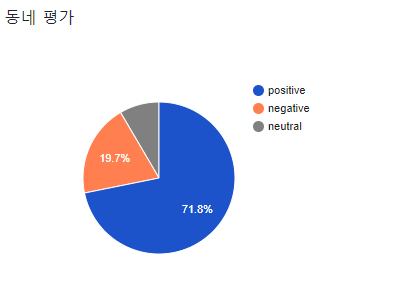 동네 평가
positive
negative
neutral
19.7%
71.8%